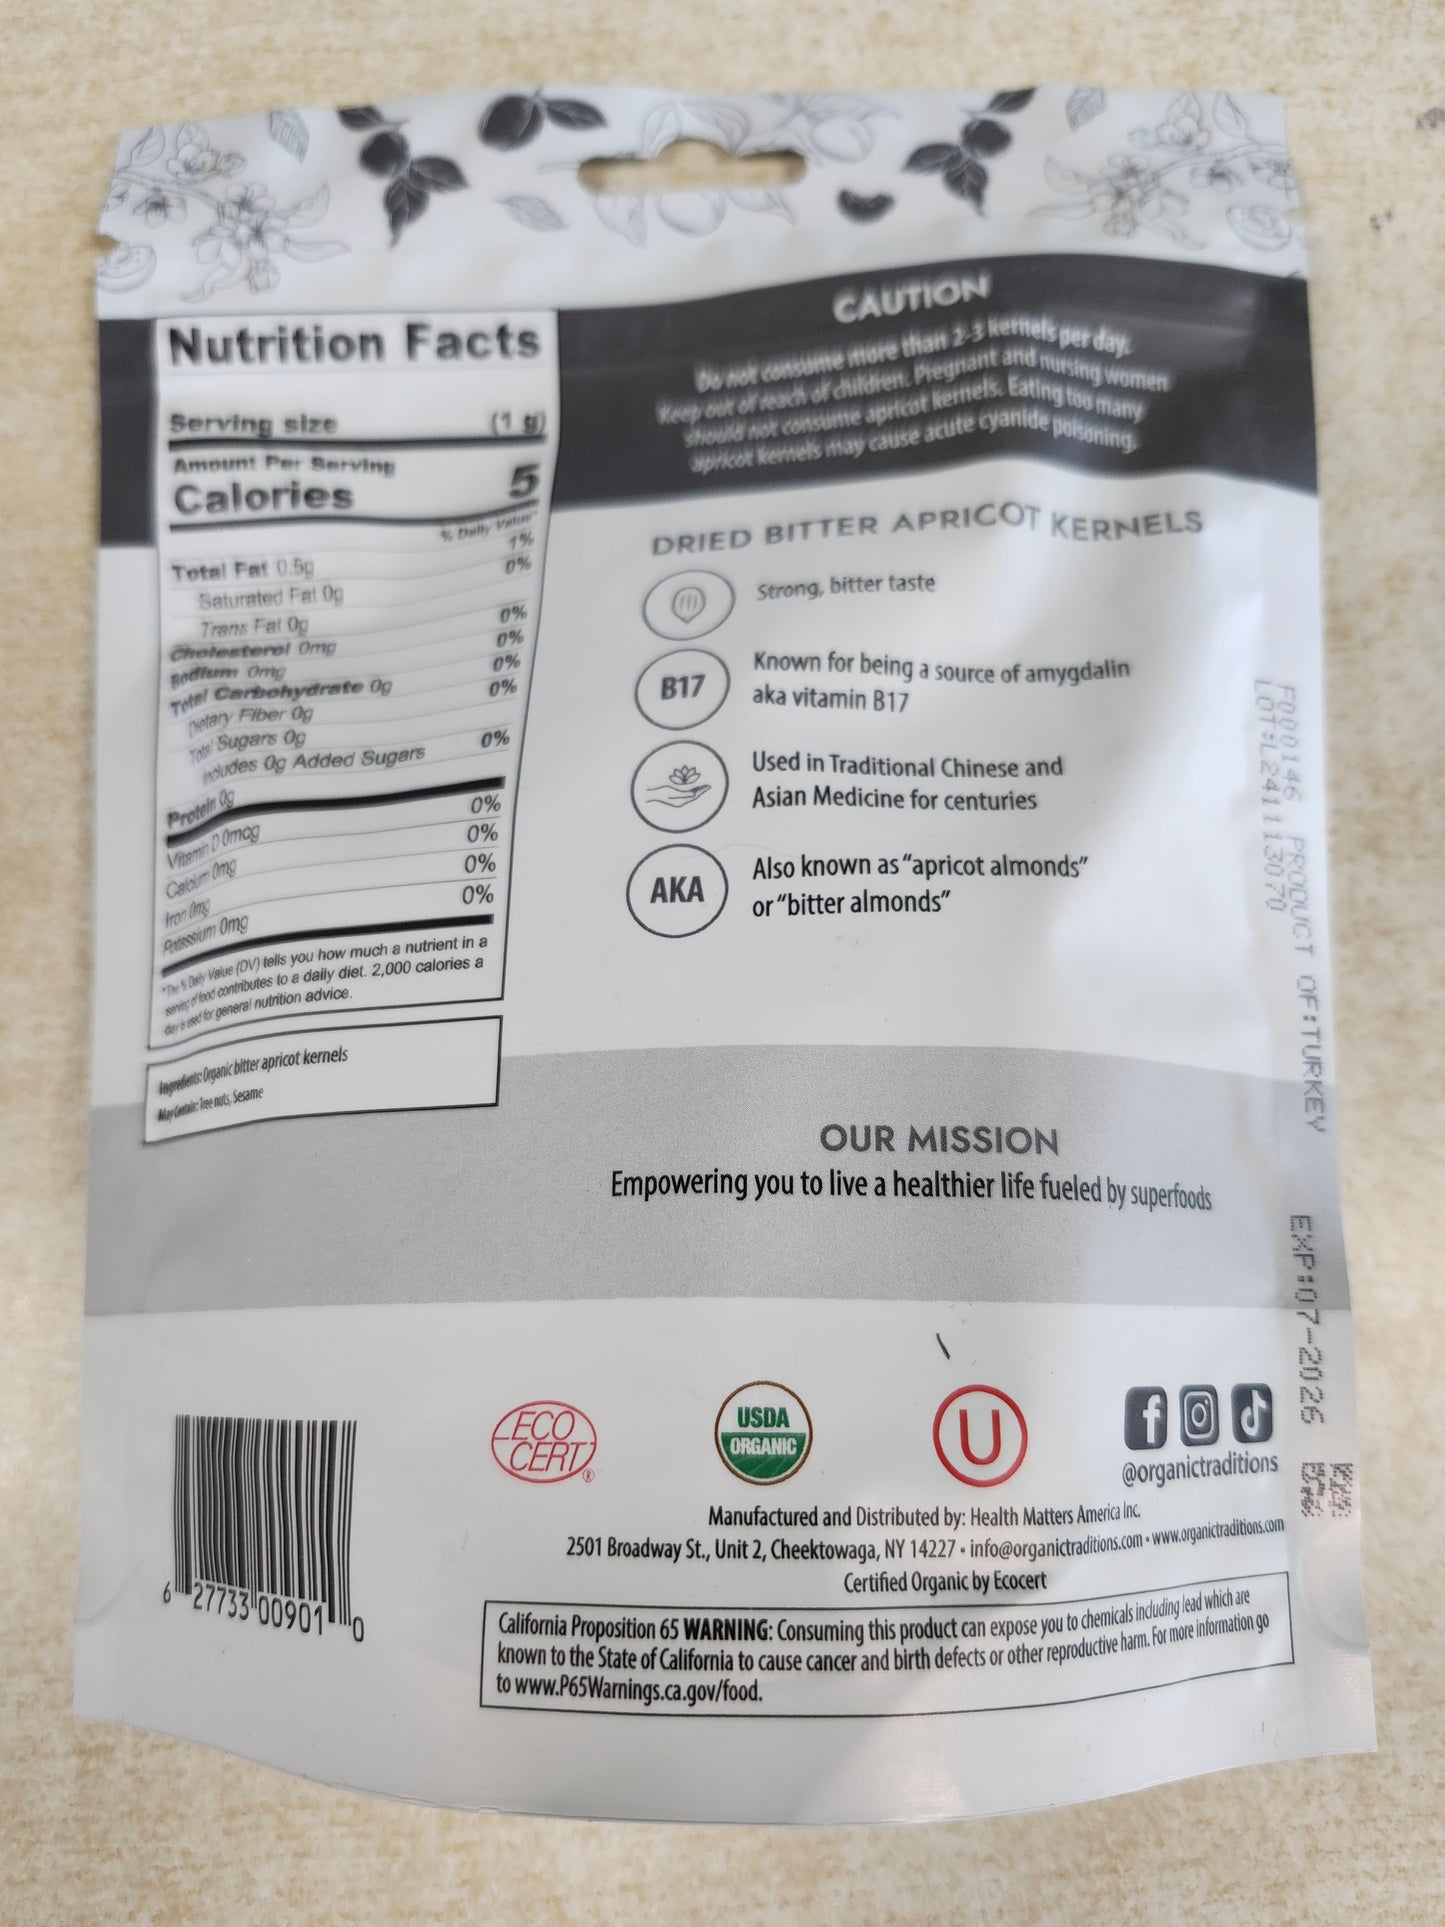 CAUTION
Do not consume more than 2-3 kernels per day.
Keep out of reach of children. Pregnant and nursing women
should not consume apricot kernels. Eating too many
apricot kernels may cause acute cyanide poisoning.
Nutrition Facts
Serving size (1 g)
Amount Per Serving
Calories 5
% Daily Value*
Total Fat 0.5g 1%
Saturated Fat 0g 0%
Trans Fat 0g
Cholesterol 0mg 0%
Sodium 0mg 0%
Total Carbohydrate 0g 0%
Dietary Fiber 0g 0%
Total Sugars 0g
Includes 0g Added Sugars 0%
Protein 0g
Vitamin D 0mcg 0%
Calcium 0mg 0%
Iron 0mg 0%
Potassium 0mg 0%
*The % Daily Value (DV) tells you how much a nutrient in a
serving of food contributes to a daily diet. 2,000 calories a
day is used for general nutrition advice.
Ingredients: Organic bitter apricot kernels
May Contain: Tree nuts, Sesame
DRIED BITTER APRICOT KERNELS
Strong, bitter taste
B17
Known for being a source of amygdalin
aka vitamin B17
Used in Traditional Chinese and
Asian Medicine for centuries
AKA
Also known as "apricot almonds"
or "bitter almonds"
F000146 PRODUCT OF:TURKEY EXP:07-2026
LOT:L241113070
OUR MISSION
Empowering you to live a healthier life fueled by superfoods
ECO
CERT
®
USDA
ORGANIC
U
@organictraditions
Manufactured and Distributed by: Health Matters America Inc.
2501 Broadway St., Unit 2, Cheektowaga, NY 14227 • info@organictraditions.com • www.organictraditions.com
Certified Organic by Ecocert
6 27733 00901 0
California Proposition 65 WARNING: Consuming this product can expose you to chemicals including lead which are
known to the State of California to cause cancer and birth defects or other reproductive harm. For more information go
to www.P65Warnings.ca.gov/food.